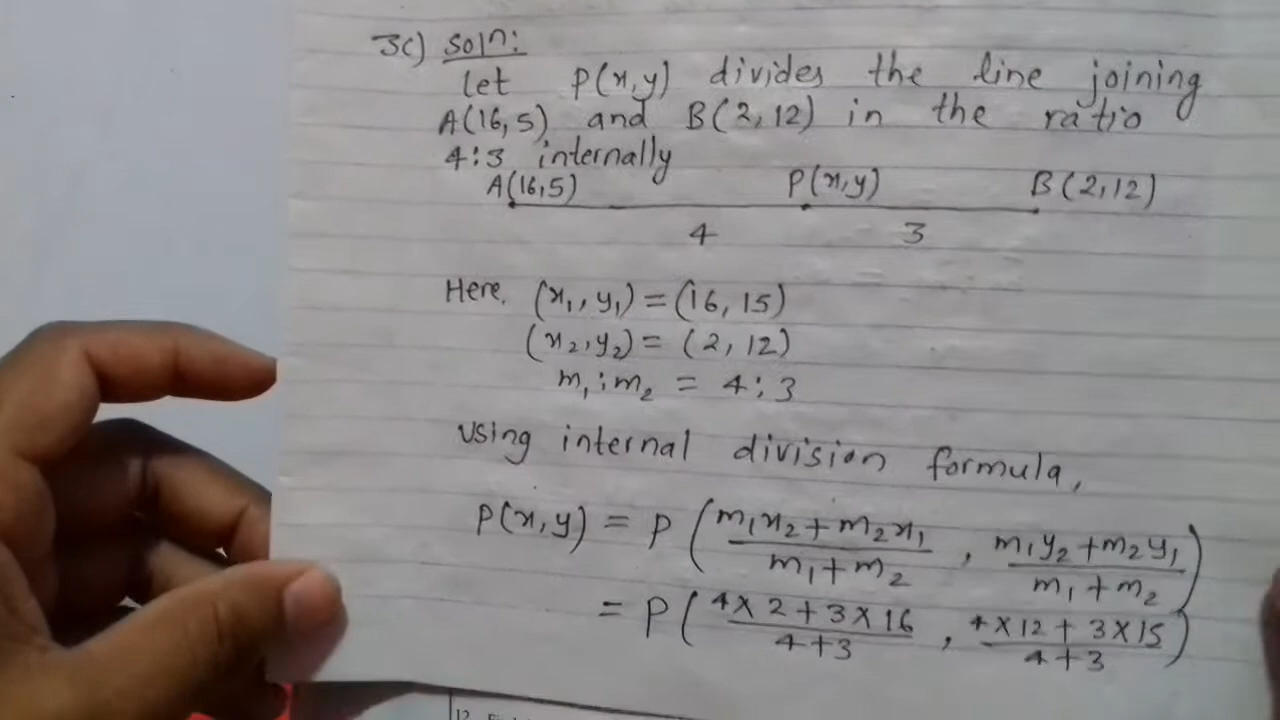 3c) Soln:
Let P(x,y) divides the line joining
A(16,5) and B(2,12) in the ratio
4:3 internally
A(16,5) P(x,y) B(2,12)
4 3
Here, (x₁, y₁) = (16, 15)
(x₂, y₂) = (2, 12)
m₁ : m₂ = 4 : 3
Using internal division formula,
P(x,y) = P ( (m₁x₂ + m₂x₁)/(m₁ + m₂) , (m₁y₂ + m₂y₁)/(m₁ + m₂) )
= P ( (4 × 2 + 3 × 16)/(4+3) , (4 × 12 + 3 × 15)/(4+3) )